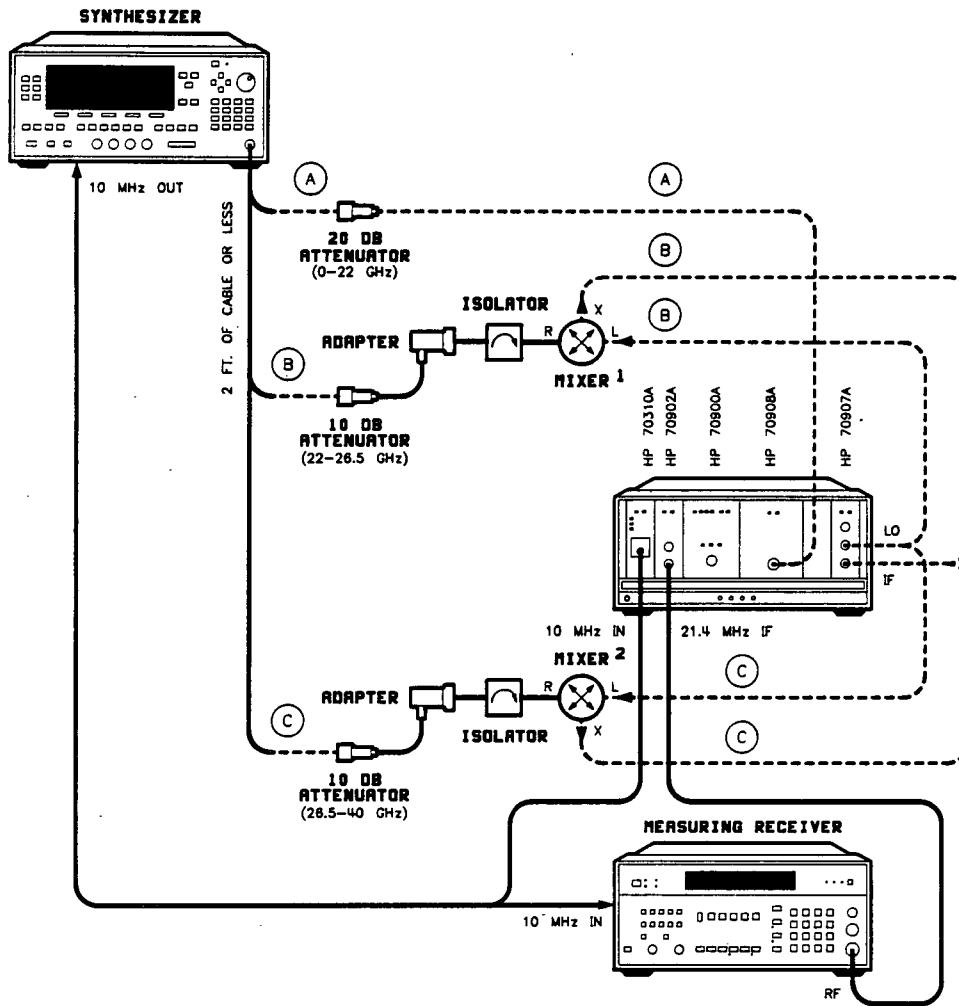 SYNTHESIZER
10 MHz OUT
2 FT. OF CABLE OR LESS
A
A
20 DB
ATTENUATOR
(0-22 GHz)
B
ISOLATOR
X
B
ADAPTER
R
L
MIXER 1
B
10 DB
ATTENUATOR
(22-26.5 GHz)
HP 70310A
HP 70902A
HP 70900A
HP 70908A
HP 70907A
LO
IF
10 MHz IN
21.4 MHz IF
MIXER 2
C
ADAPTER
R
L
ISOLATOR
X
C
C
10 DB
ATTENUATOR
(26.5-40 GHz)
MEASURING RECEIVER
10 MHz IN
RF